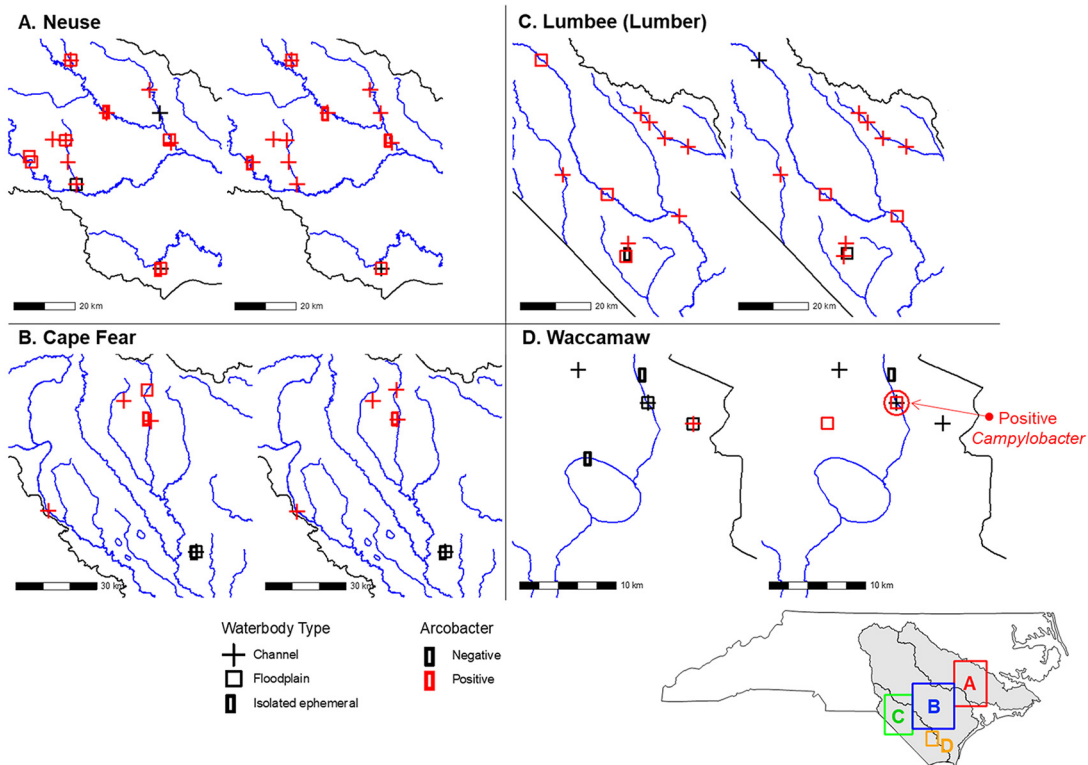 A. Neuse
20 km
20 km
B. Cape Fear
30 km
30 km
C. Lumbee (Lumber)
20 km
20 km
D. Waccamaw
Positive
Campylobacter
10 km
10 km
Waterbody Type
Channel
Floodplain
Isolated ephemeral
Arcobacter
Negative
Positive
A
B
C
D